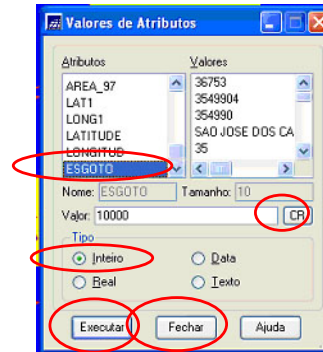 Valores de Atributos
Atributos
AREA_97
LAT1
LONG1
LATITUDE
LONGITUD
ESGOTO
Valores
36753
3549904
354990
SAO JOSE DOS CA
35
Nome: ESGOTO Tamanho: 10
Valor: 10000 CR
Tipo
Inteiro Data
Real Texto
Executar Fechar Ajuda